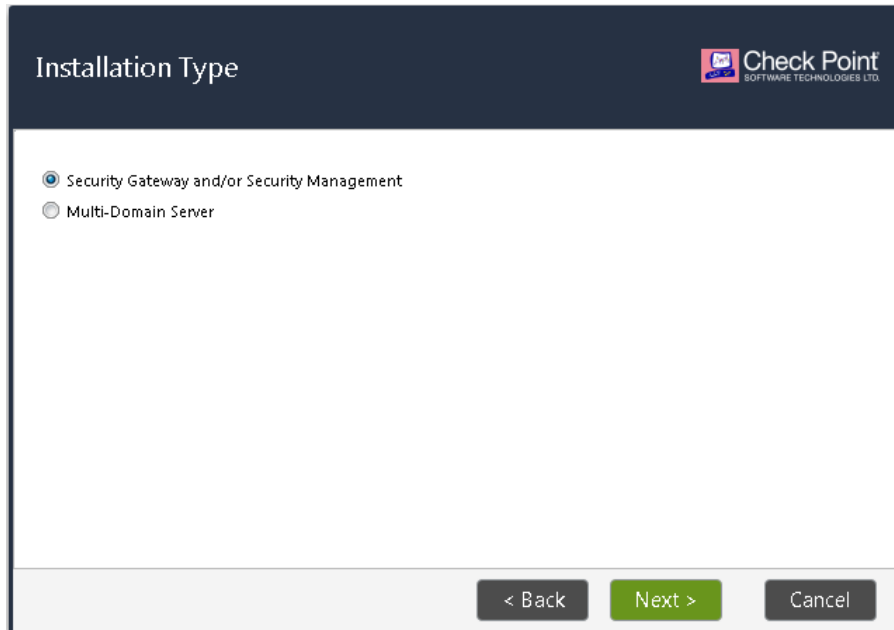 Installation Type
Check Point
SOFTWARE TECHNOLOGIES LTD.
Security Gateway and/or Security Management
Multi-Domain Server
< Back
Next >
Cancel